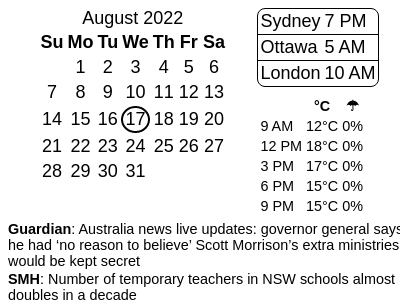 August 2022
Su Mo Tu We Th Fr Sa
1 2 3 4 5 6
7 8 9 10 11 12 13
14 15 16 17 18 19 20
21 22 23 24 25 26 27
28 29 30 31
Sydney 7 PM
Ottawa 5 AM
London 10 AM
°C ☂
9 AM 12°C 0%
12 PM 18°C 0%
3 PM 17°C 0%
6 PM 15°C 0%
9 PM 15°C 0%
Guardian: Australia news live updates: governor general says
he had ‘no reason to believe’ Scott Morrison’s extra ministries
would be kept secret
SMH: Number of temporary teachers in NSW schools almost
doubles in a decade